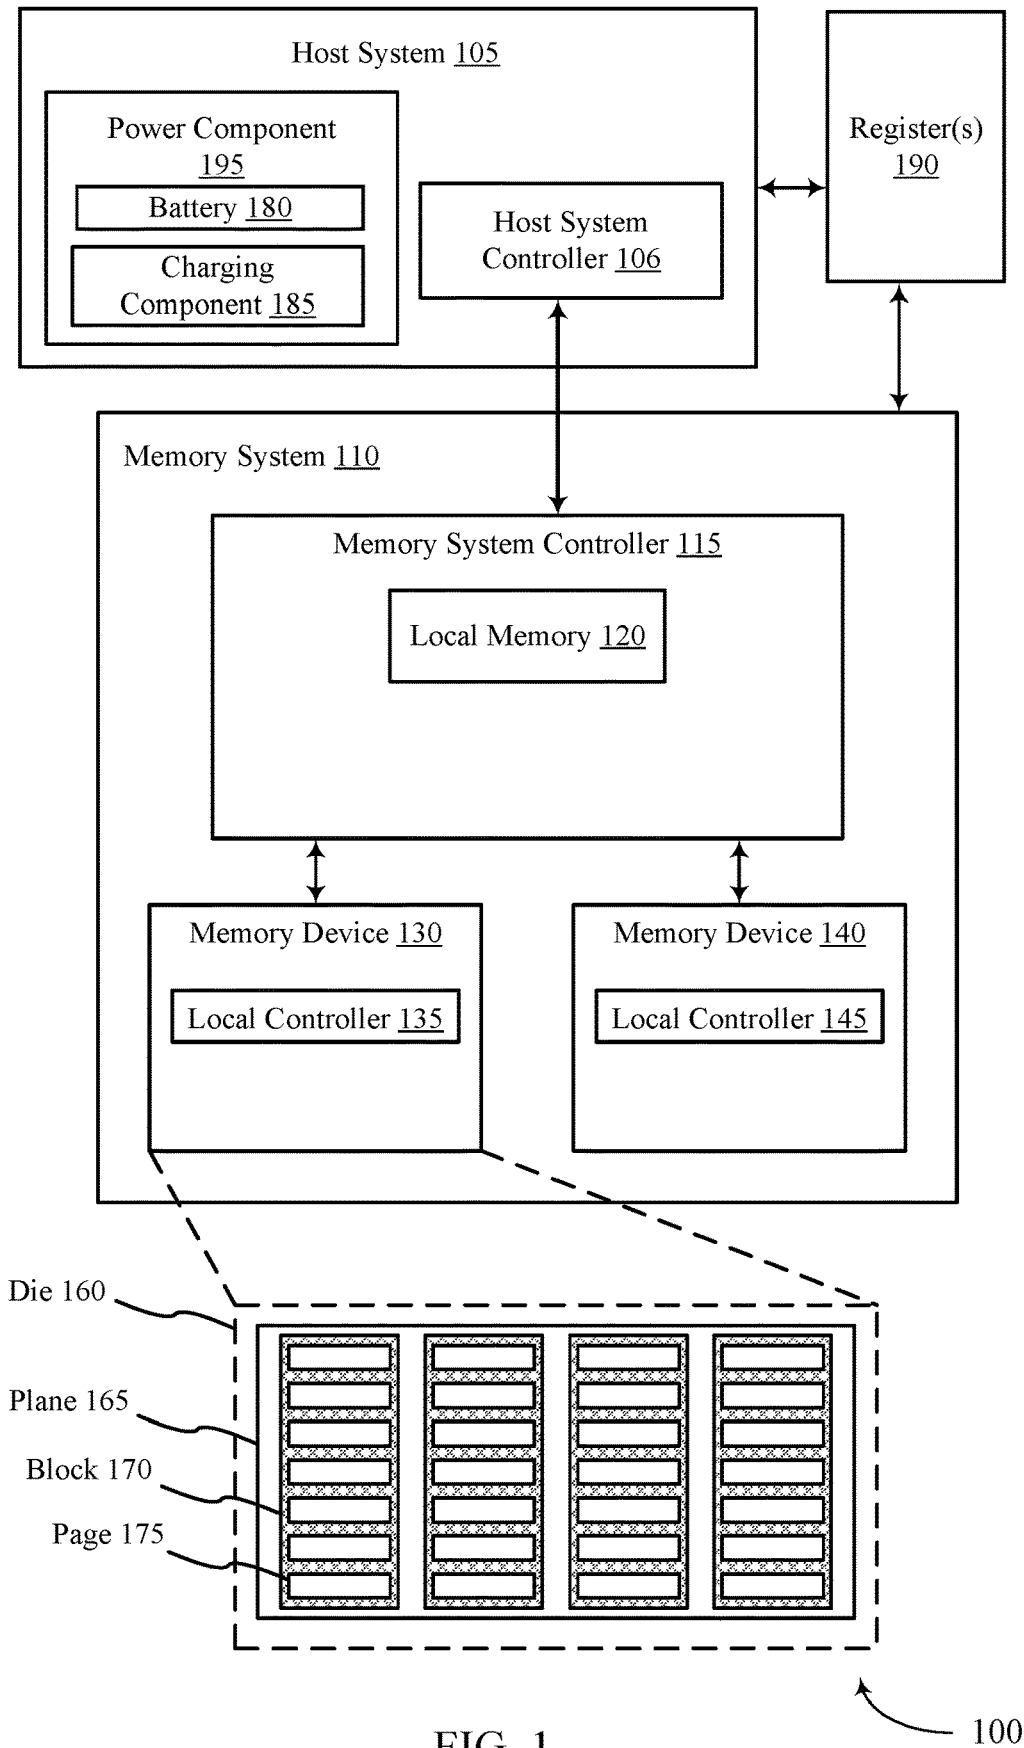 Host System 105
Power Component
195
Battery 180
Charging
Component 185
Host System
Controller 106
Register(s)
190
Memory System 110
Memory System Controller 115
Local Memory 120
Memory Device 130
Local Controller 135
Memory Device 140
Local Controller 145
Die 160
Plane 165
Block 170
Page 175
100
FIG. 1